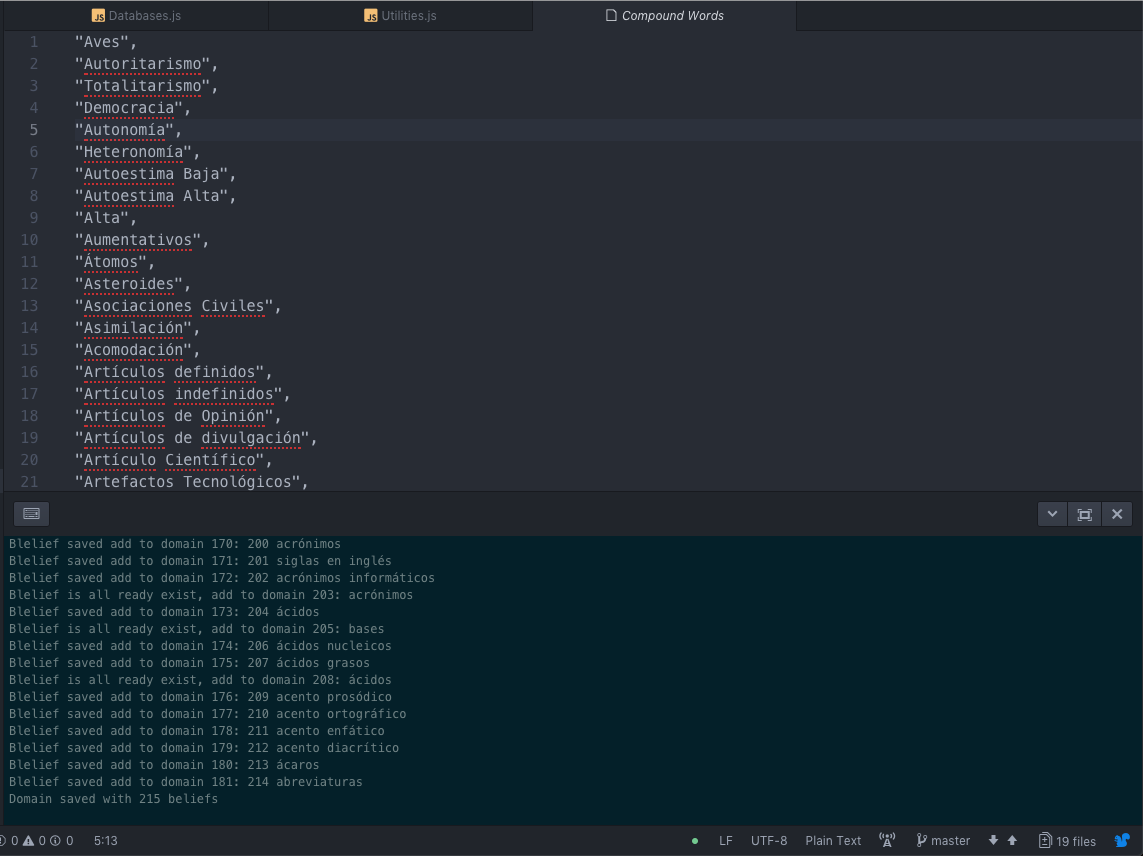 Databases.js
Utilities.js
Compound Words
1 "Aves",
2 "Autoritarismo",
3 "Totalitarismo",
4 "Democracia",
5 "Autonomía",
6 "Heteronomía",
7 "Autoestima Baja",
8 "Autoestima Alta",
9 "Alta",
10 "Aumentativos",
11 "Átomos",
12 "Asteroides",
13 "Asociaciones Civiles",
14 "Asimilación",
15 "Acomodación",
16 "Artículos definidos",
17 "Artículos indefinidos",
18 "Artículos de Opinión",
19 "Artículos de divulgación",
20 "Artículo Científico",
21 "Artefactos Tecnológicos",
Blelief saved add to domain 170: 200 acrónimos
Blelief saved add to domain 171: 201 siglas en inglés
Blelief saved add to domain 172: 202 acrónimos informáticos
Blelief is all ready exist, add to domain 203: acrónimos
Blelief saved add to domain 173: 204 ácidos
Blelief is all ready exist, add to domain 205: bases
Blelief saved add to domain 174: 206 ácidos nucleicos
Blelief saved add to domain 175: 207 ácidos grasos
Blelief is all ready exist, add to domain 208: ácidos
Blelief saved add to domain 176: 209 acento prosódico
Blelief saved add to domain 177: 210 acento ortográfico
Blelief saved add to domain 178: 211 acento enfático
Blelief saved add to domain 179: 212 acento diacrítico
Blelief saved add to domain 180: 213 ácaros
Blelief saved add to domain 181: 214 abreviaturas
Domain saved with 215 beliefs
0 0 0 5:13 LF UTF-8 Plain Text master 19 files